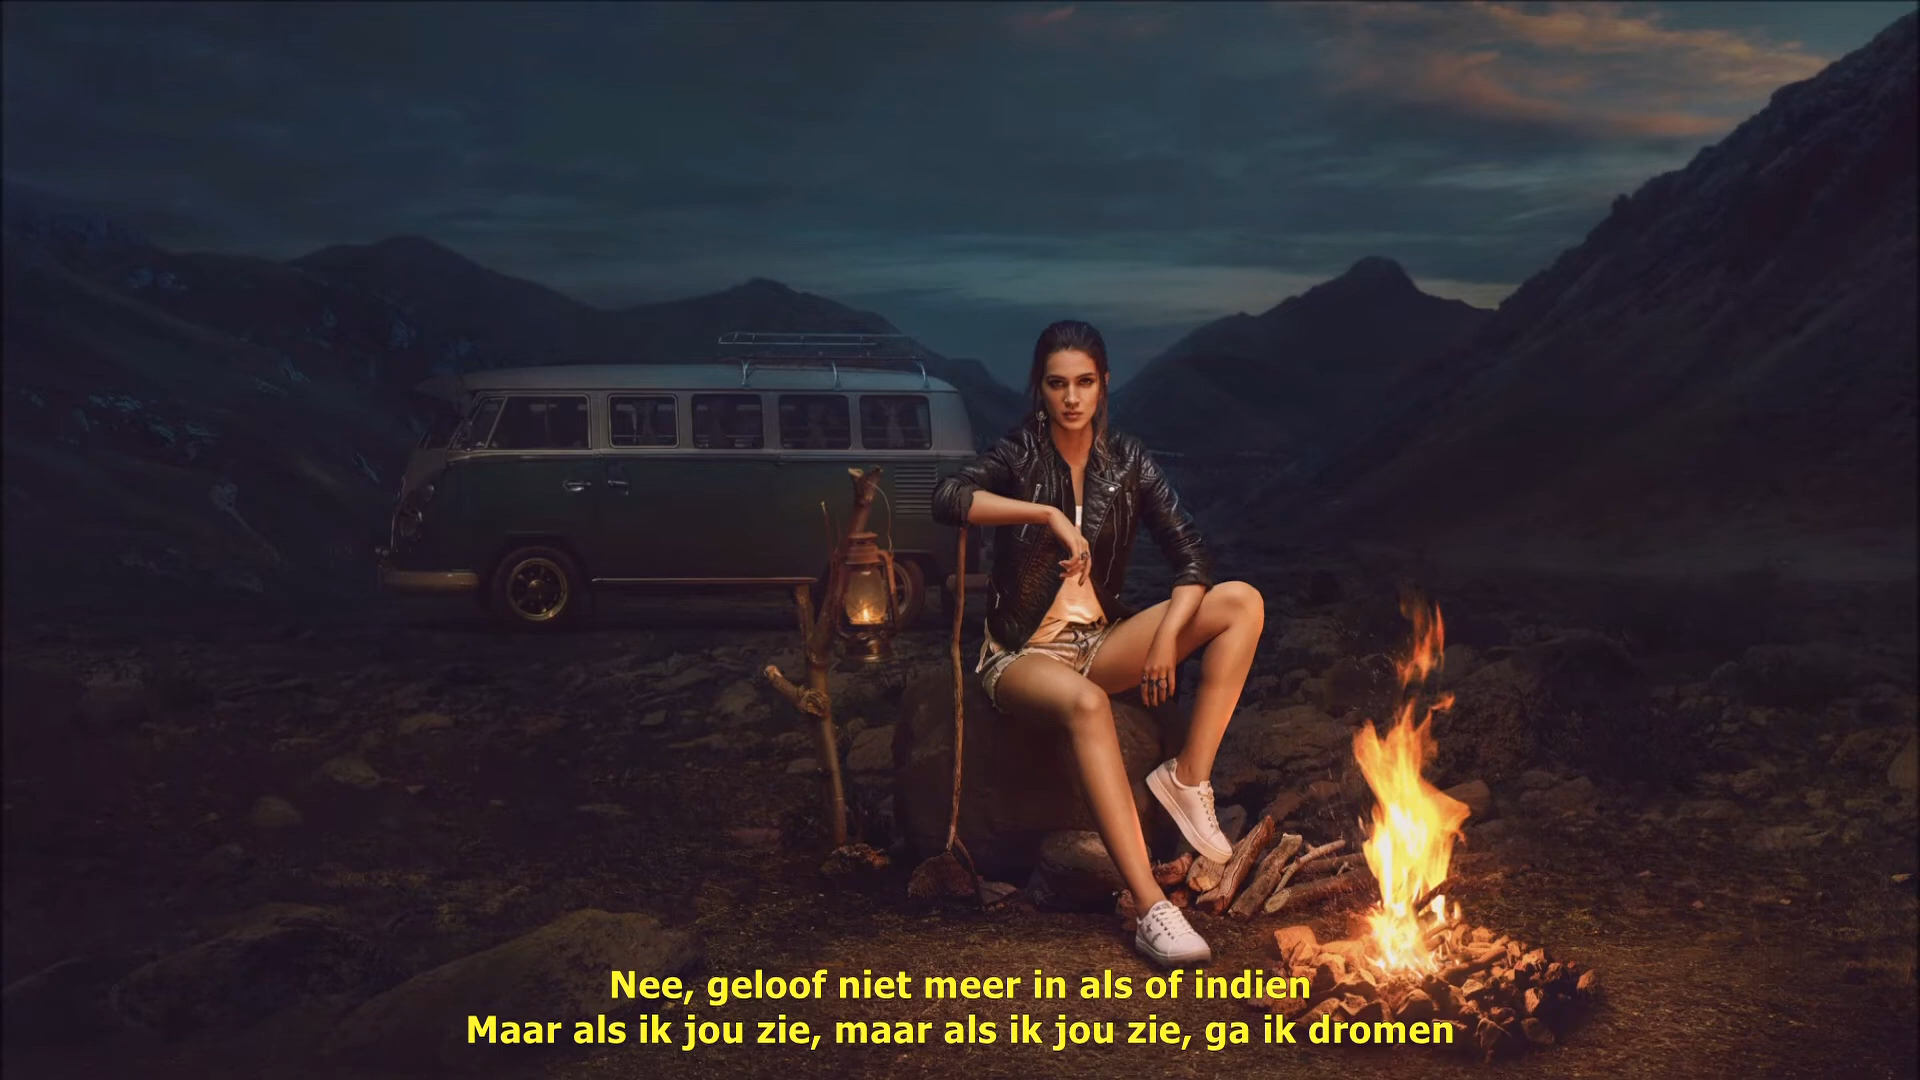 Nee, geloof niet meer in als of indien
Maar als ik jou zie, maar als ik jou zie, ga ik dromen